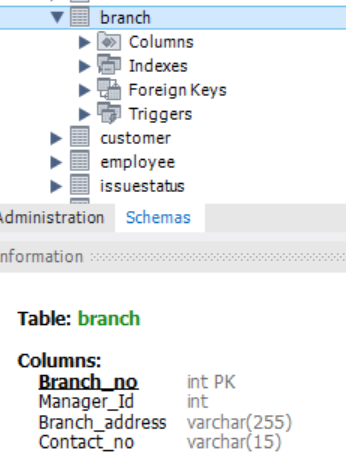 branch
Columns
Indexes
Foreign Keys
Triggers
customer
employee
issuestatus
Administration Schemas
Information
Table: branch
Columns:
Branch_no int PK
Manager_Id int
Branch_address varchar(255)
Contact_no varchar(15)